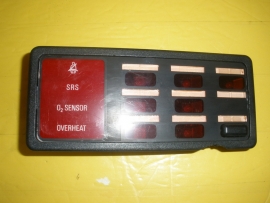 SRS
O₂ SENSOR
OVERHEAT